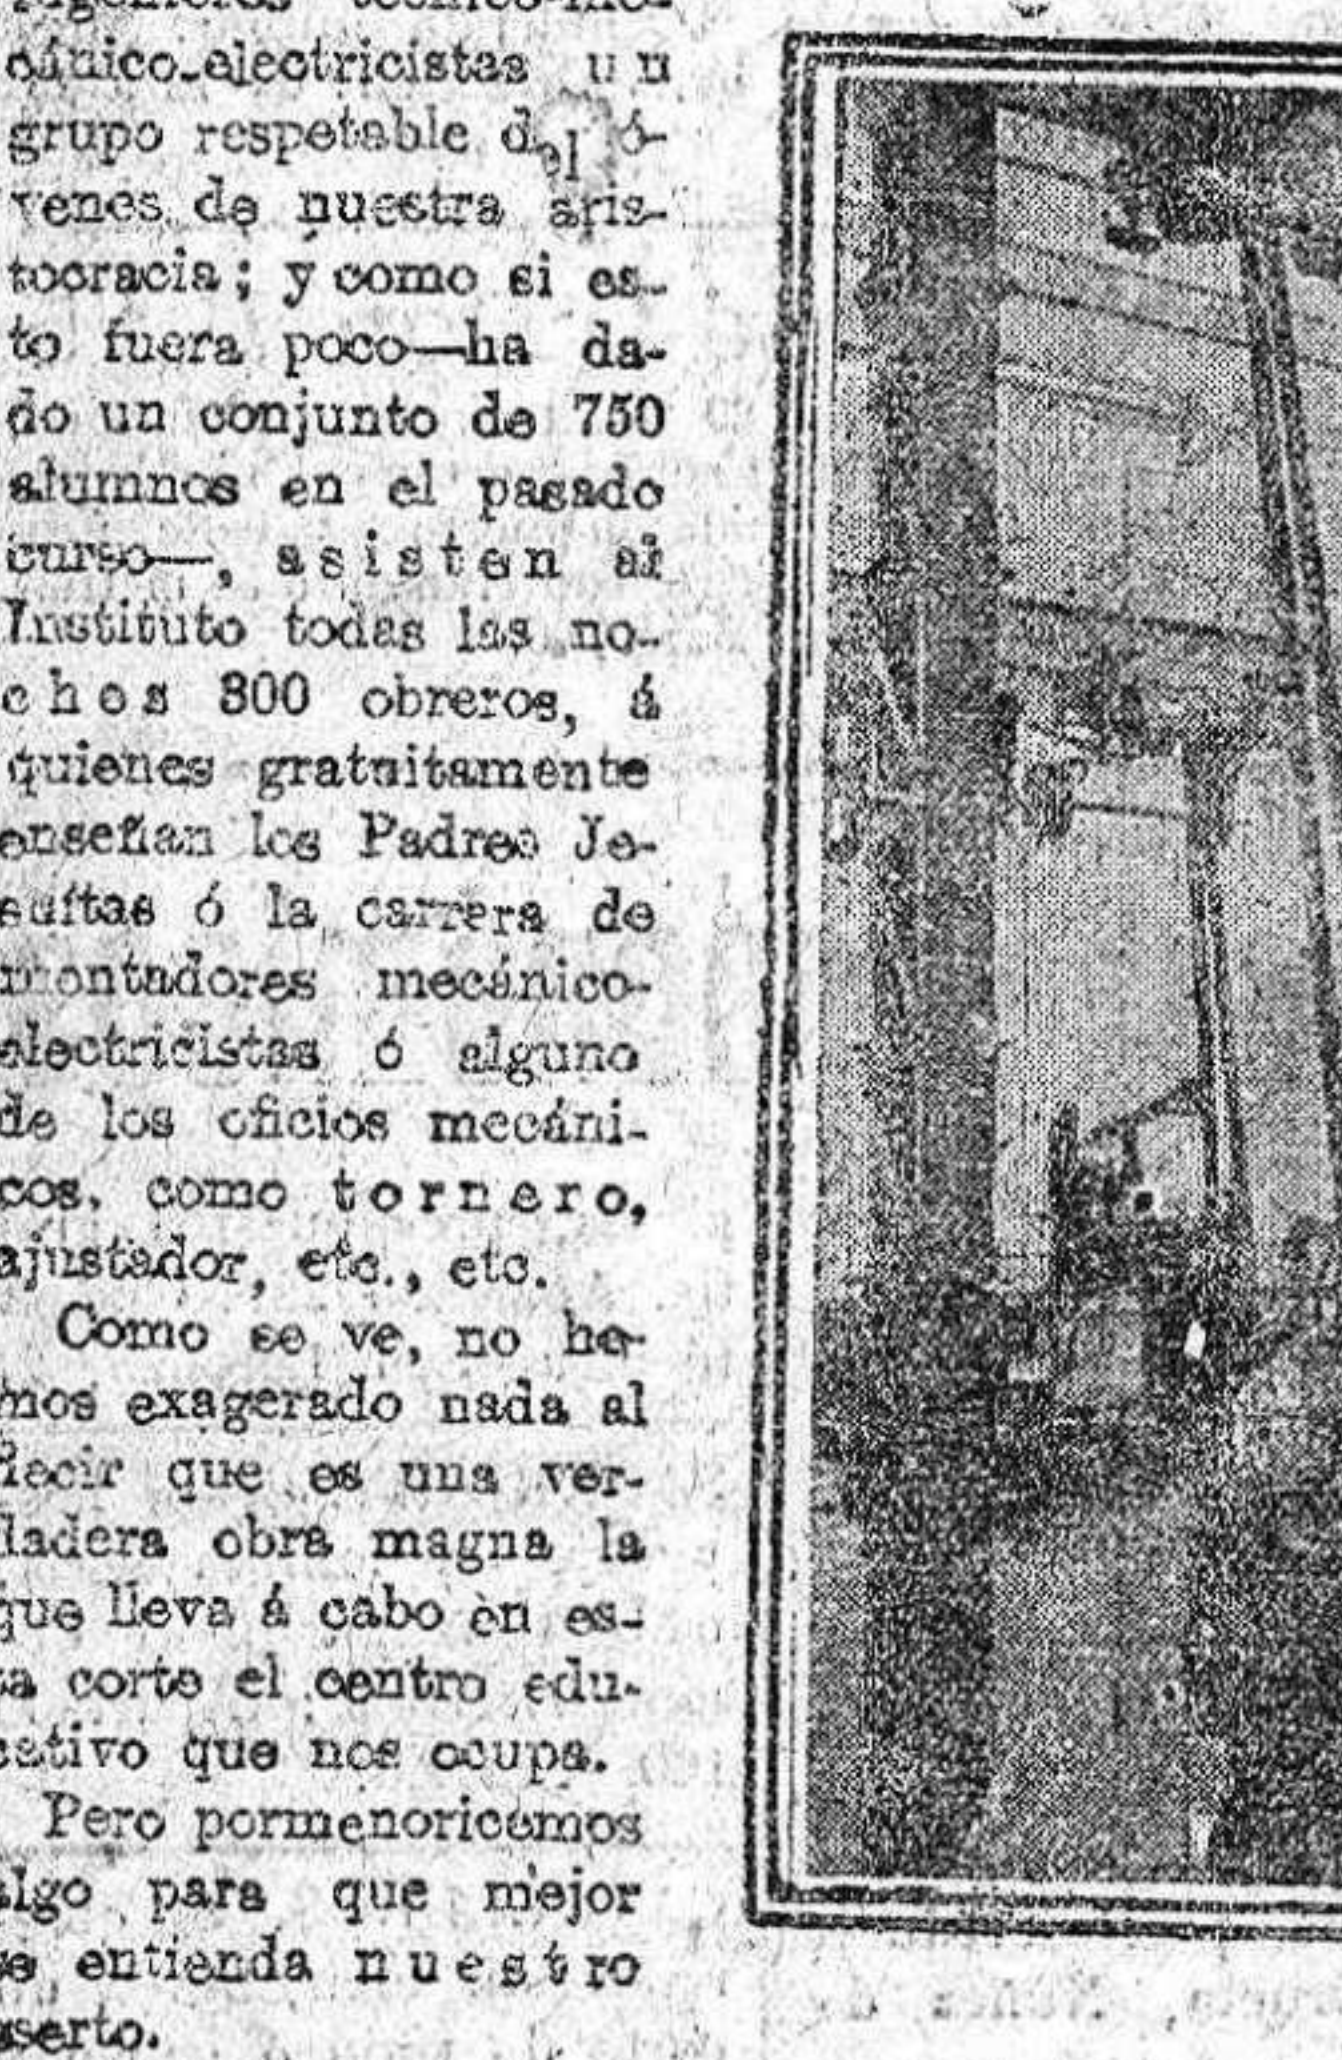 cánico-electricistas un
grupo respetable de jó-
venes de nuestra aris-
tocracia; y como si es-
to fuera poco—ha da-
do un conjunto de 750
alumnos en el pasado
curso—, asisten al
Instituto todas las no-
ches 300 obreros, á
quienes gratuitamente
enseñan los Padres Je-
suítas ó la carrera de
montadores mecánico-
electricistas ó alguno
de los oficios mecáni-
cos, como tornero,
ajustador, etc., etc.
Como se ve, no he-
mos exagerado nada al
decir que es una ver-
dadera obra magna la
que lleva á cabo en es-
ta corte el centro edu-
cativo que nos ocupa.
Pero pormenoricemos
algo para que mejor
se entienda nuestro
aserto.